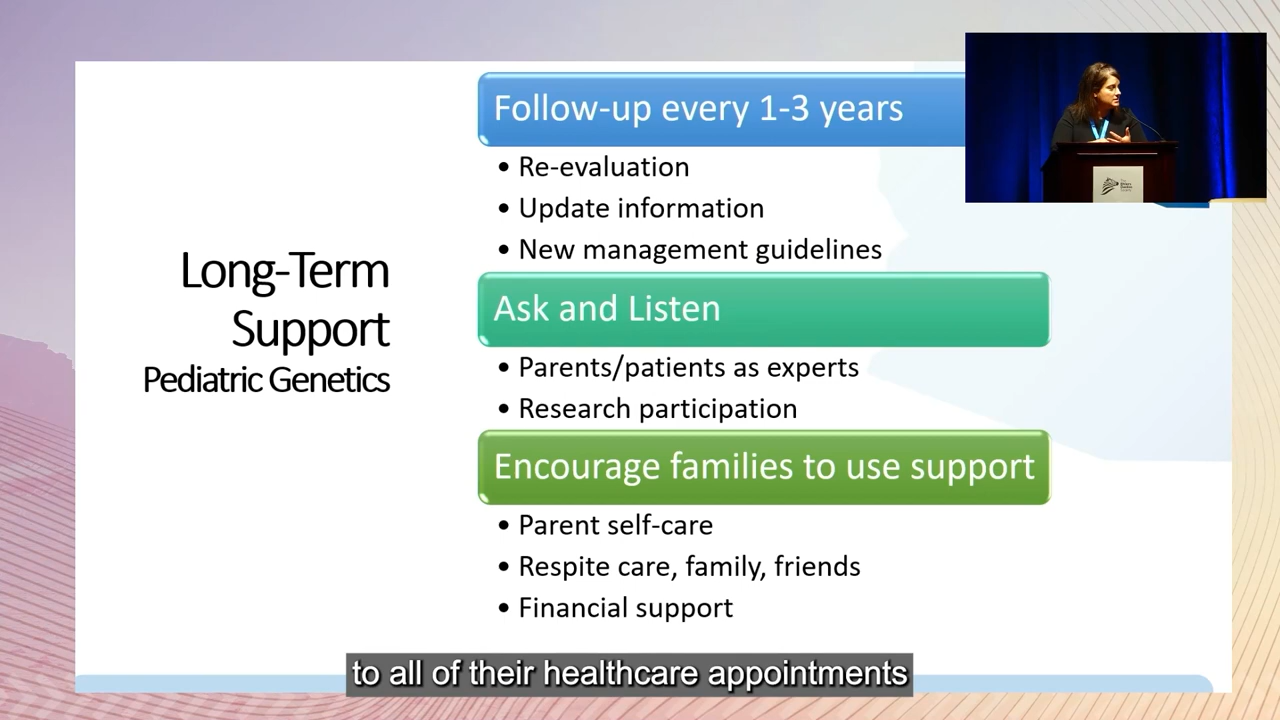 Follow-up every 1-3 years
• Re-evaluation
• Update information
• New management guidelines
Long-Term
Support
Pediatric Genetics
Ask and Listen
• Parents/patients as experts
• Research participation
Encourage families to use support
• Parent self-care
• Respite care, family, friends
• Financial support
to all of their healthcare appointments